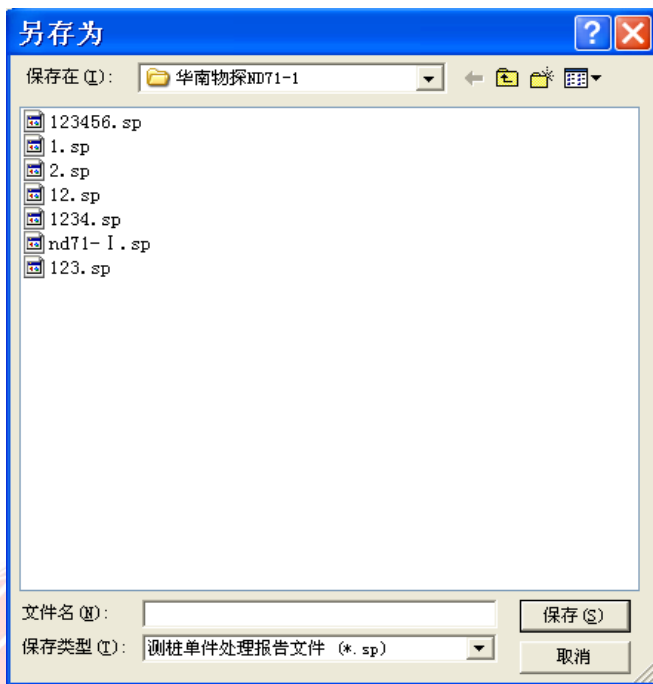 另存为
保存在(I): 华南物探ND71-1
123456.sp
1.sp
2.sp
12.sp
1234.sp
nd71-Ⅰ.sp
123.sp
文件名(N): 保存(S)
保存类型(T): 测桩单件处理报告文件 (*.sp) 取消